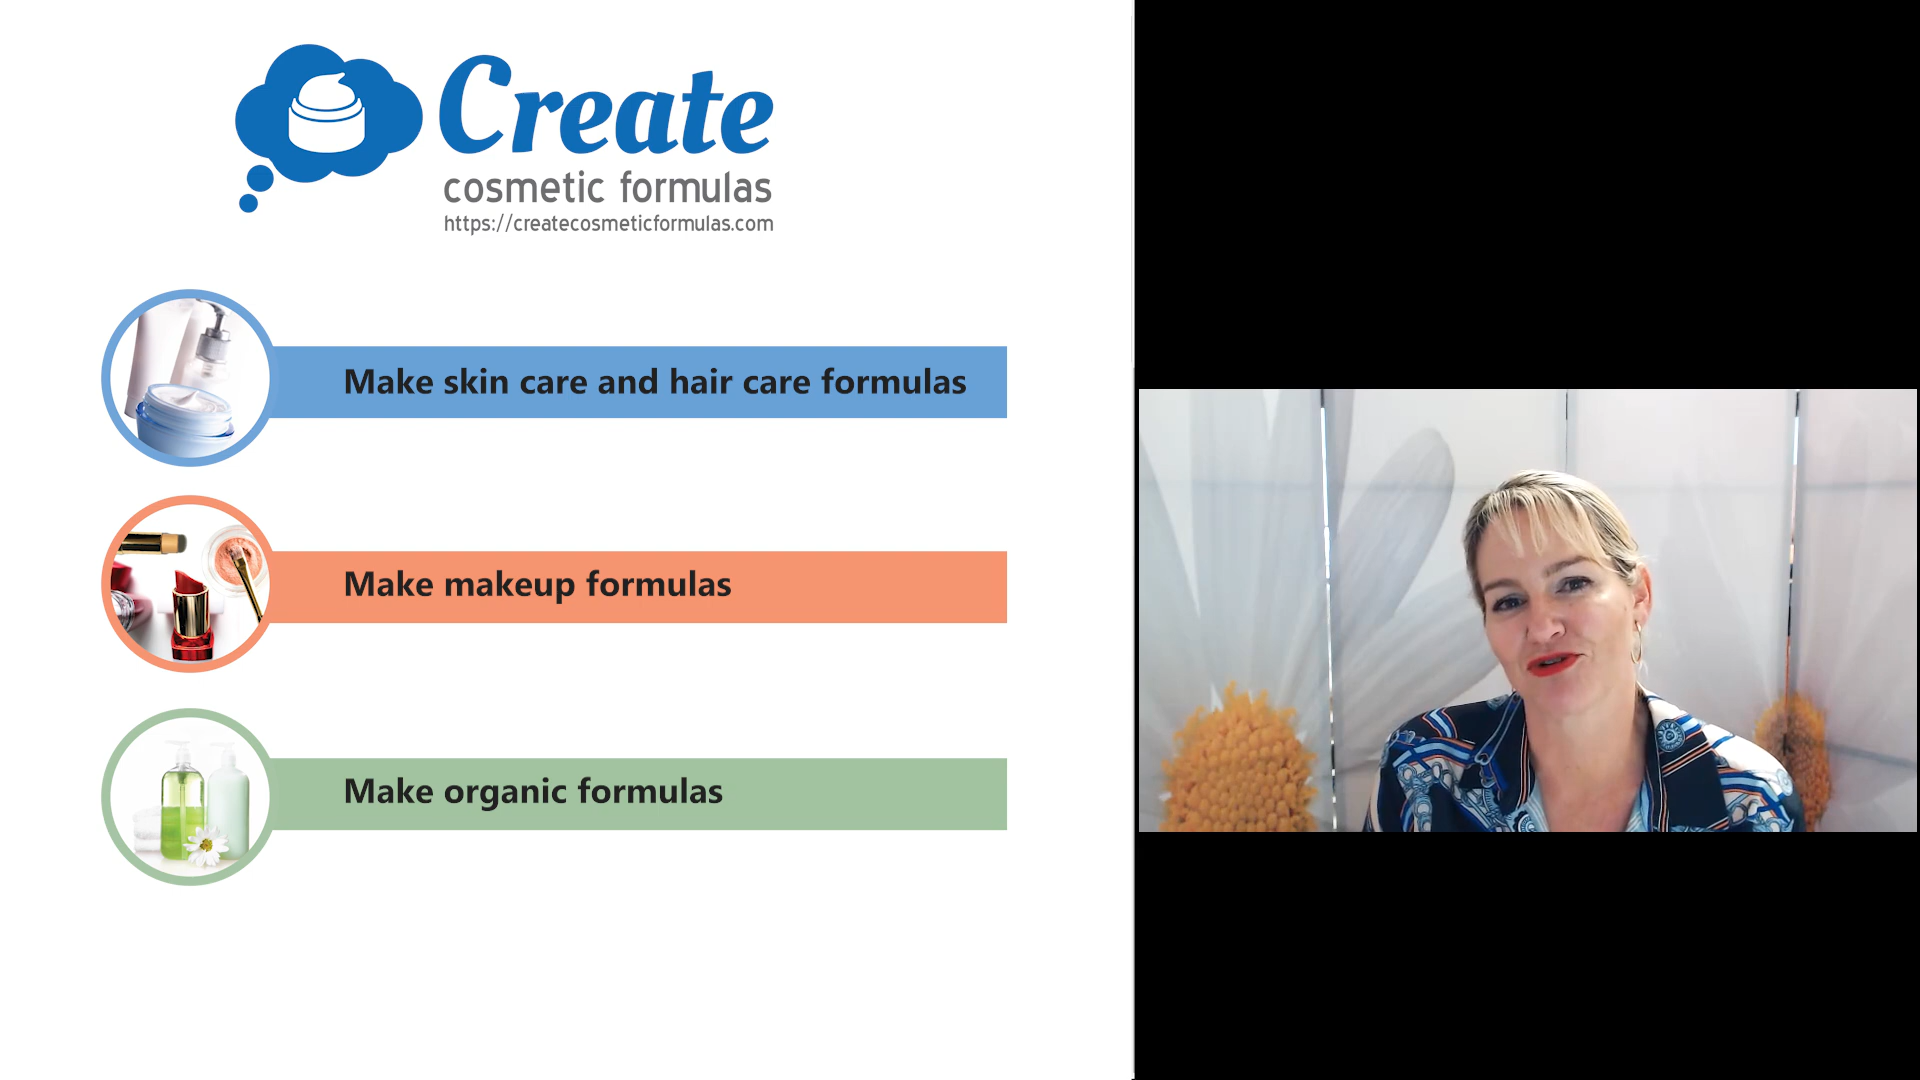 Create
cosmetic formulas
https://createcosmeticformulas.com
Make skin care and hair care formulas
Make makeup formulas
Make organic formulas